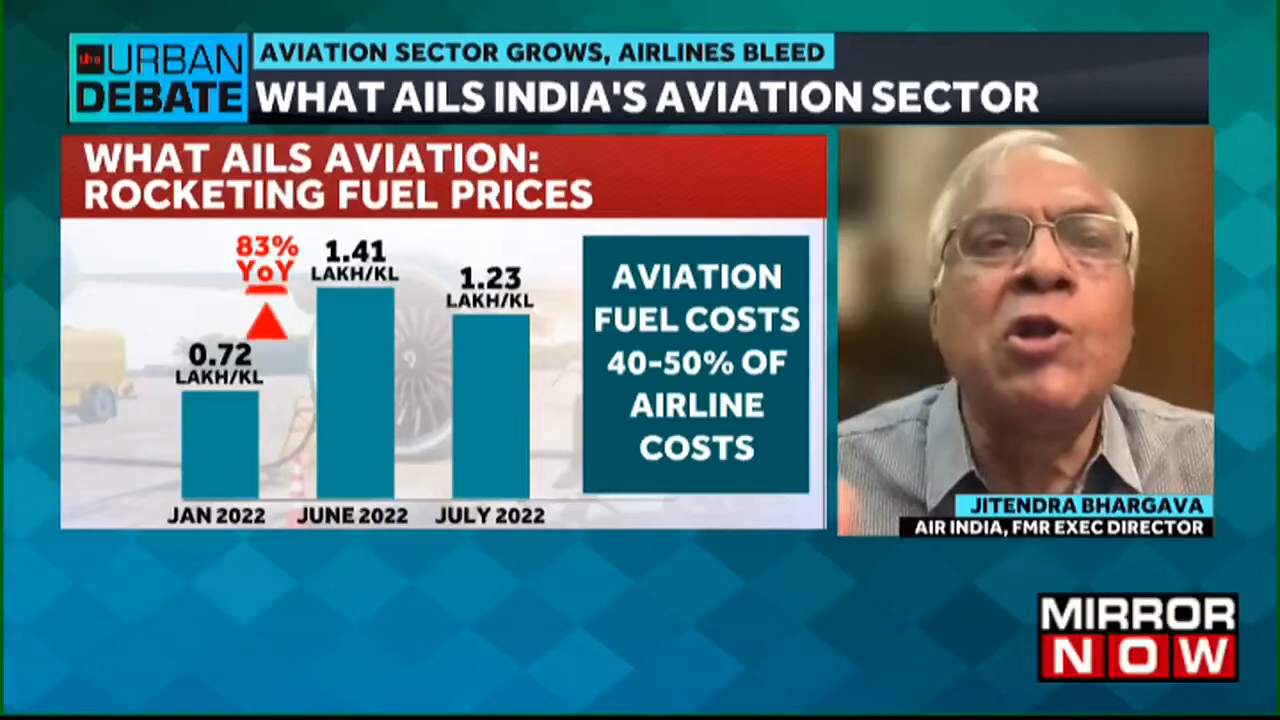 the URBAN
DEBATE
AVIATION SECTOR GROWS, AIRLINES BLEED
WHAT AILS INDIA'S AVIATION SECTOR
WHAT AILS AVIATION:
ROCKETING FUEL PRICES
83%
YoY
0.72
LAKH/KL
1.41
LAKH/KL
1.23
LAKH/KL
JAN 2022
JUNE 2022
JULY 2022
AVIATION
FUEL COSTS
40-50% OF
AIRLINE
COSTS
JITENDRA BHARGAVA
AIR INDIA, FMR EXEC DIRECTOR
MIRROR
NOW